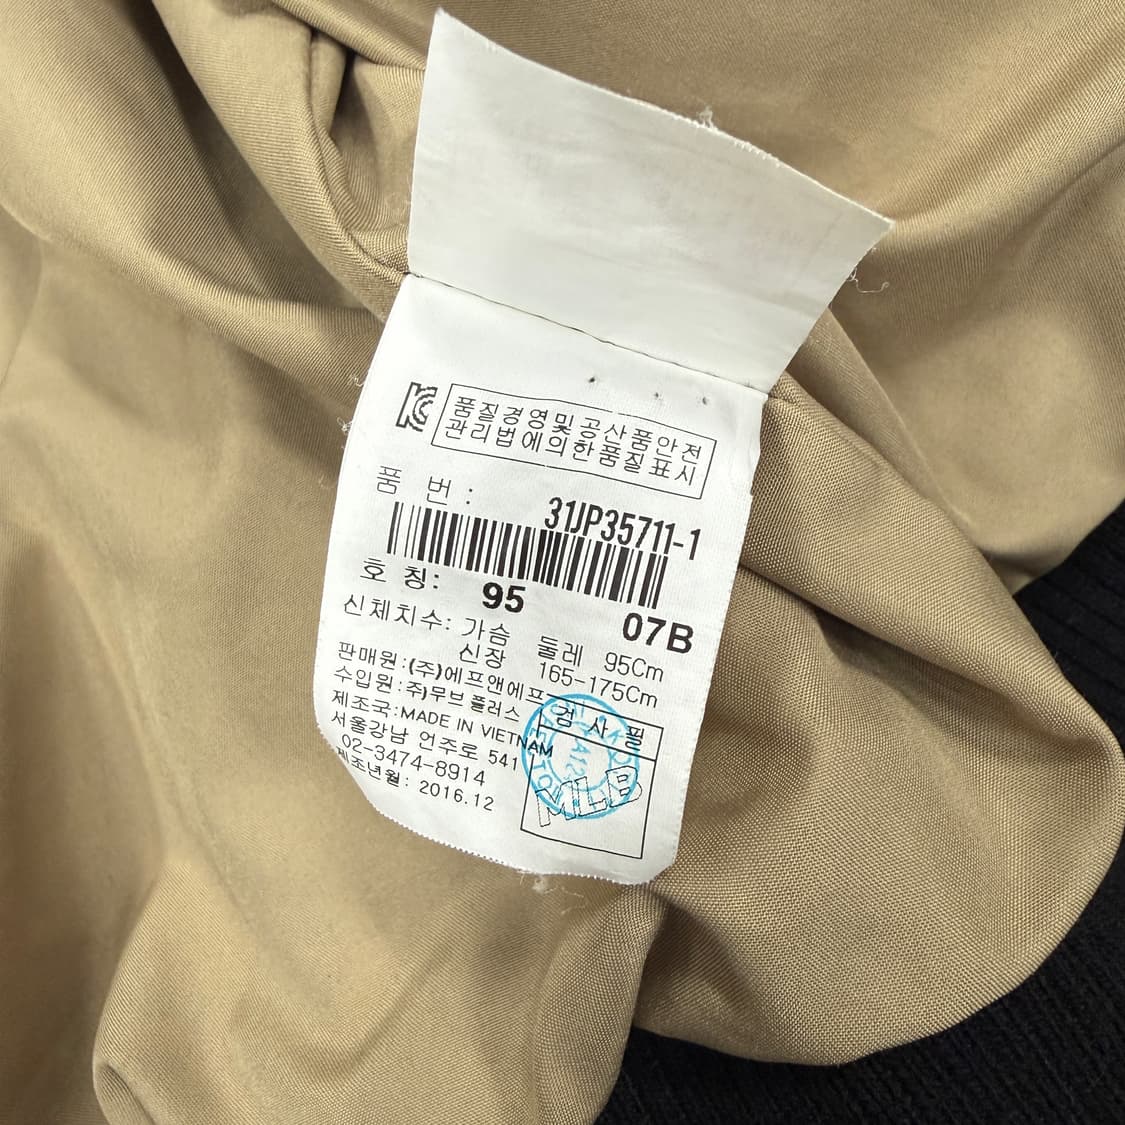 품질경영및공산품안전
관리법에의한품질표시
품 번 : 31JP35711-1
호 칭: 95 07B
신체치수: 가슴 둘레 95Cm
신장 165-175Cm
판매원:(주)에프앤에프
수입원:주)무브 플러스
제조국:MADE IN VIETNAM
서울강남 언주로 541
02-3474-8914
제조년월: 2016.12
검 사 필
MLB